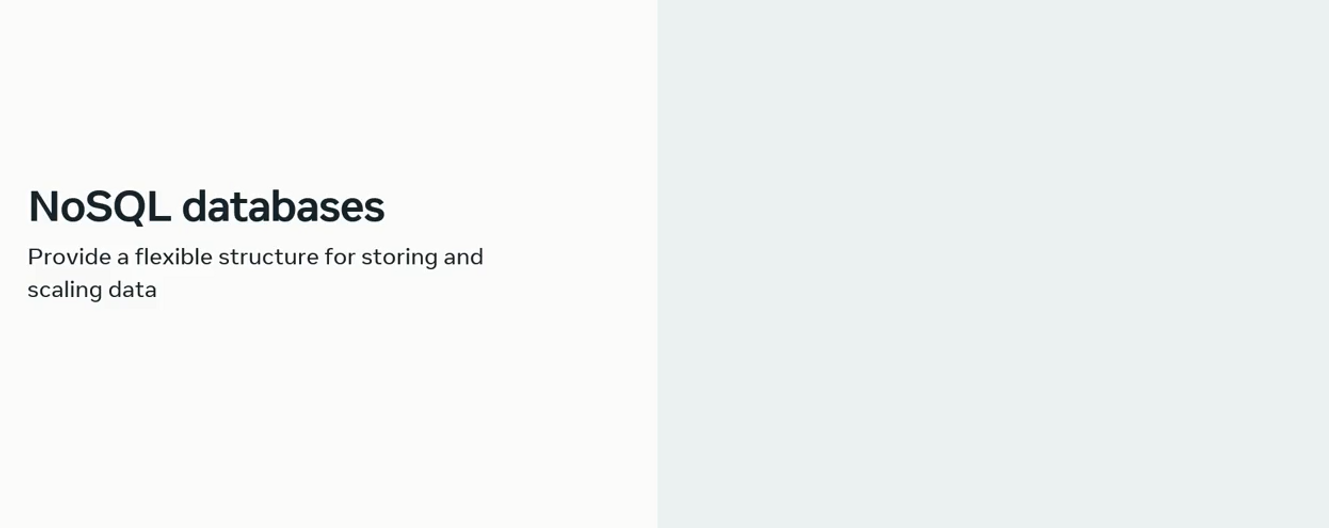 NoSQL databases
Provide a flexible structure for storing and
scaling data